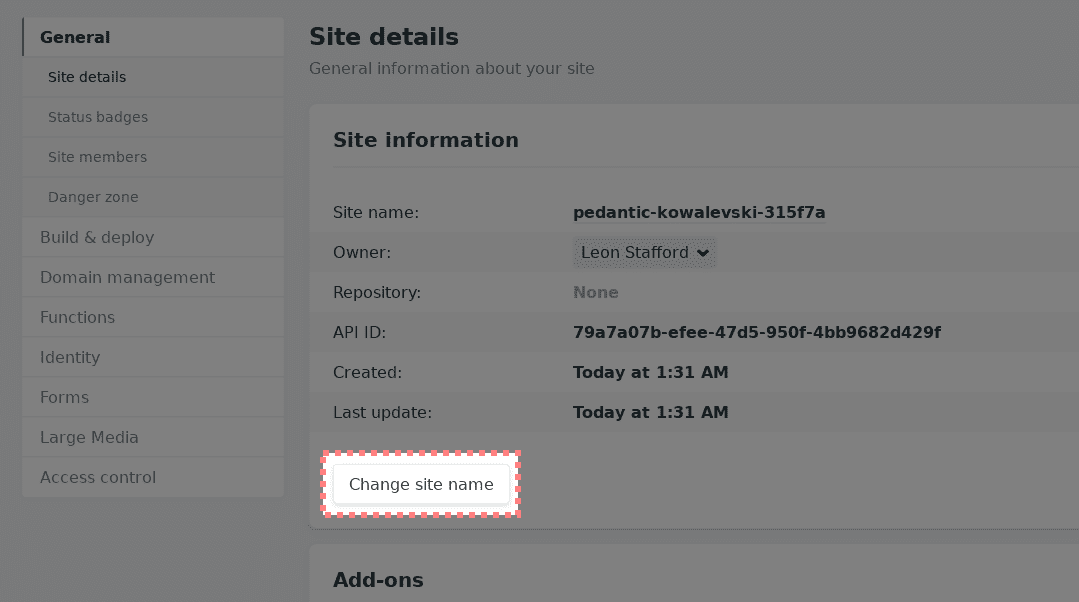 General
Site details
Status badges
Site members
Danger zone
Build & deploy
Domain management
Functions
Identity
Forms
Large Media
Access control
Site details
General information about your site
Site information
Site name: pedantic-kowalevski-315f7a
Owner: Leon Stafford
Repository: None
API ID: 79a7a07b-efee-47d5-950f-4bb9682d429f
Created: Today at 1:31 AM
Last update: Today at 1:31 AM
Change site name
Add-ons